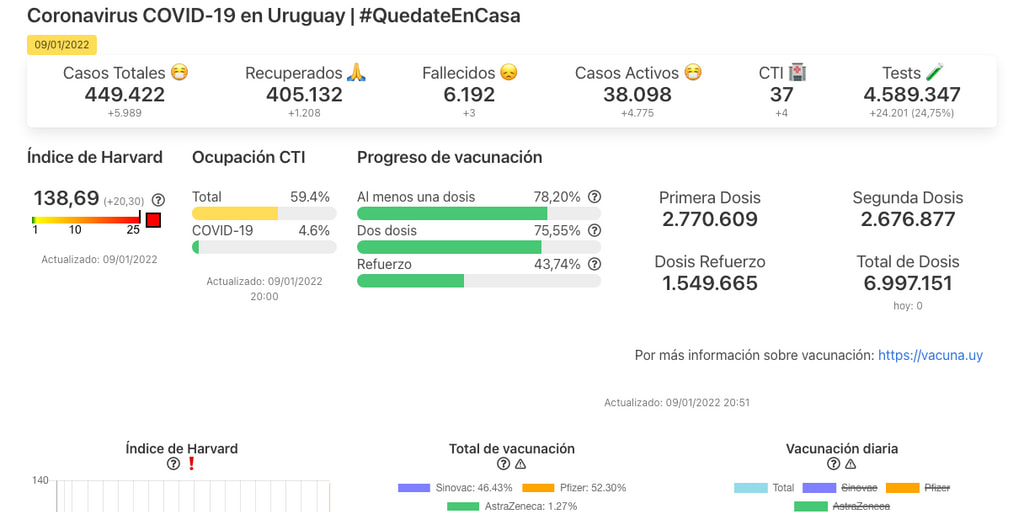 Coronavirus COVID-19 en Uruguay | #QuedateEnCasa
09/01/2022
Casos Totales 😷 Recuperados 🙏 Fallecidos 😞 Casos Activos 😷 CTI 🏥 Tests 🧪
449.422 405.132 6.192 38.098 37 4.589.347
+5.989 +1.208 +3 +4.775 +4 +24.201 (24,75%)
Índice de Harvard
138,69 (+20,30)
1 10 25
Actualizado: 09/01/2022
Ocupación CTI
Total 59.4%
COVID-19 4.6%
Actualizado: 09/01/2022
20:00
Progreso de vacunación
Al menos una dosis 78,20%
Dos dosis 75,55%
Refuerzo 43,74%
Primera Dosis Segunda Dosis
2.770.609 2.676.877
Dosis Refuerzo Total de Dosis
1.549.665 6.997.151
hoy: 0
Por más información sobre vacunación: https://vacuna.uy
Actualizado: 09/01/2022 20:51
Índice de Harvard
❗
140
Total de vacunación
Sinovac: 46.43% Pfizer: 52.30%
AstraZeneca: 1.27%
Vacunación diaria
Total Sinovac Pfizer
AstraZeneca